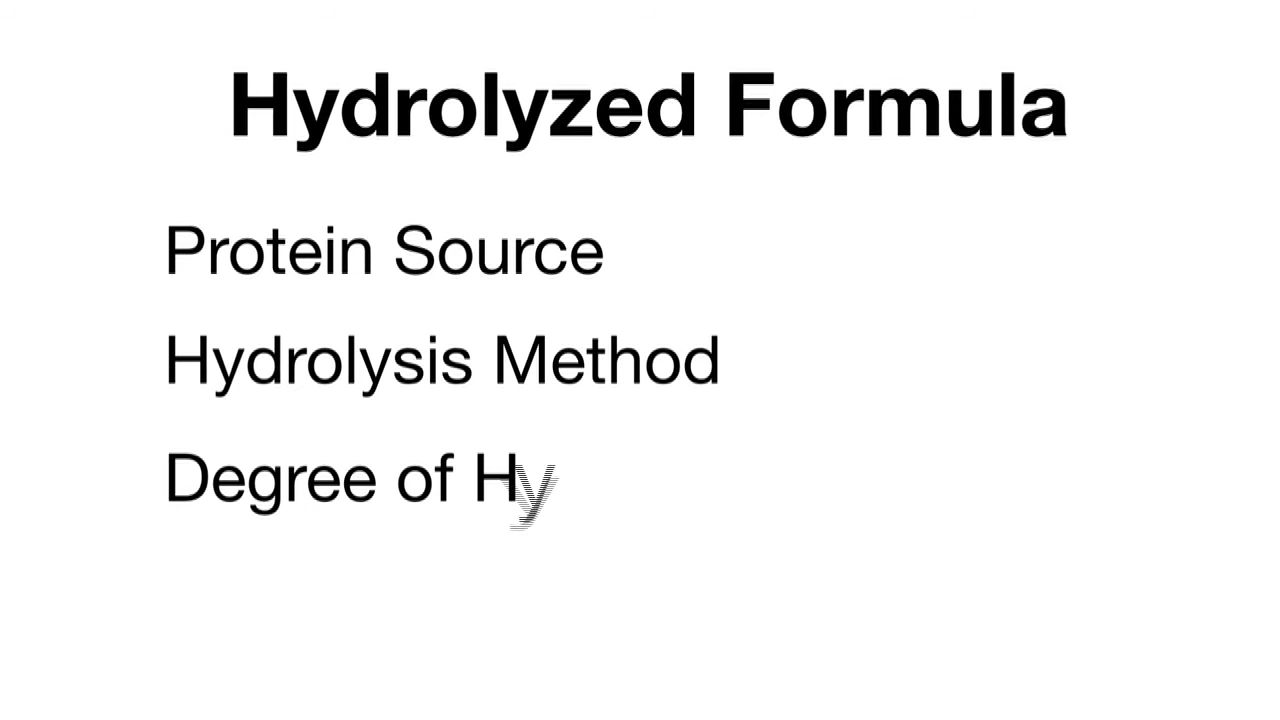 Hydrolyzed Formula
Protein Source
Hydrolysis Method
Degree of Hy